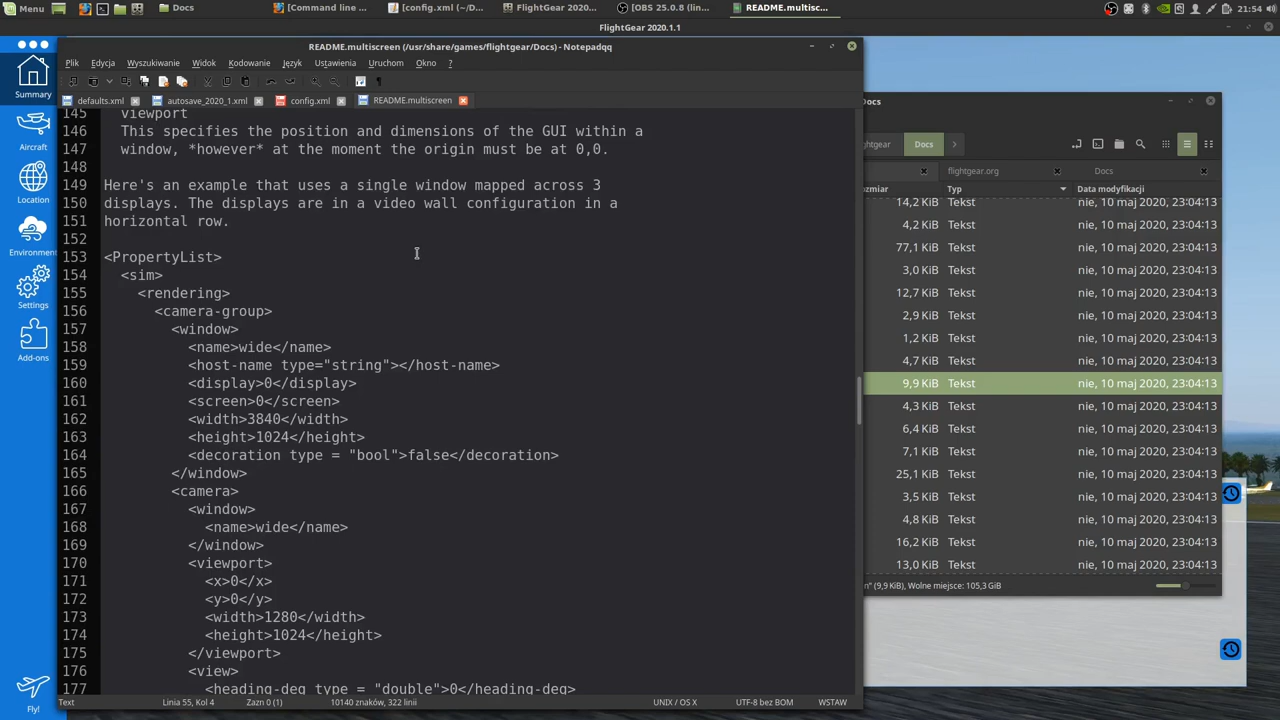 Menu
Docs
[Command line ...
[config.xml (~/D...
FlightGear 2020....
[OBS 25.0.8 (lin...
README.multisc...
21:54
FlightGear 2020.1.1
README.multiscreen (/usr/share/games/flightgear/Docs) - Notepadqq
Plik Edycja Wyszukiwanie Widok Kodowanie Język Ustawienia Uruchom Okno ?
defaults.xml autosave_2020_1.xml config.xml README.multiscreen
145 viewport
146 This specifies the position and dimensions of the GUI within a
147 window, *however* at the moment the origin must be at 0,0.
148
149 Here's an example that uses a single window mapped across 3
150 displays. The displays are in a video wall configuration in a
151 horizontal row.
152
153 <PropertyList>
154 <sim>
155 <rendering>
156 <camera-group>
157 <window>
158 <name>wide</name>
159 <host-name type="string"></host-name>
160 <display>0</display>
161 <screen>0</screen>
162 <width>3840</width>
163 <height>1024</height>
164 <decoration type = "bool">false</decoration>
165 </window>
166 <camera>
167 <window>
168 <name>wide</name>
169 </window>
170 <viewport>
171 <x>0</x>
172 <y>0</y>
173 <width>1280</width>
174 <height>1024</height>
175 </viewport>
176 <view>
177 <heading-deg type = "double">0</heading-deg>
Text Linia 55, Kol 4 Zazn 0 (1) 10140 znaków, 322 linii UNIX / OS X UTF-8 bez BOM WSTAW
Summary
Aircraft
Location
Environmen
Settings
Add-ons
Fly!
Docs
htgear Docs
flightgear.org Docs
ozmiar Typ Data modyfikacji
14,2 KiB Tekst nie, 10 maj 2020, 23:04:13
4,2 KiB Tekst nie, 10 maj 2020, 23:04:13
77,1 KiB Tekst nie, 10 maj 2020, 23:04:13
3,0 KiB Tekst nie, 10 maj 2020, 23:04:13
12,7 KiB Tekst nie, 10 maj 2020, 23:04:13
2,9 KiB Tekst nie, 10 maj 2020, 23:04:13
1,2 KiB Tekst nie, 10 maj 2020, 23:04:13
4,7 KiB Tekst nie, 10 maj 2020, 23:04:13
9,9 KiB Tekst nie, 10 maj 2020, 23:04:13
4,3 KiB Tekst nie, 10 maj 2020, 23:04:13
6,4 KiB Tekst nie, 10 maj 2020, 23:04:13
7,1 KiB Tekst nie, 10 maj 2020, 23:04:13
25,1 KiB Tekst nie, 10 maj 2020, 23:04:13
3,5 KiB Tekst nie, 10 maj 2020, 23:04:13
4,8 KiB Tekst nie, 10 maj 2020, 23:04:13
16,2 KiB Tekst nie, 10 maj 2020, 23:04:13
13,0 KiB Tekst nie, 10 maj 2020, 23:04:13
n" (9,9 KiB), Wolne miejsce: 105,3 GiB